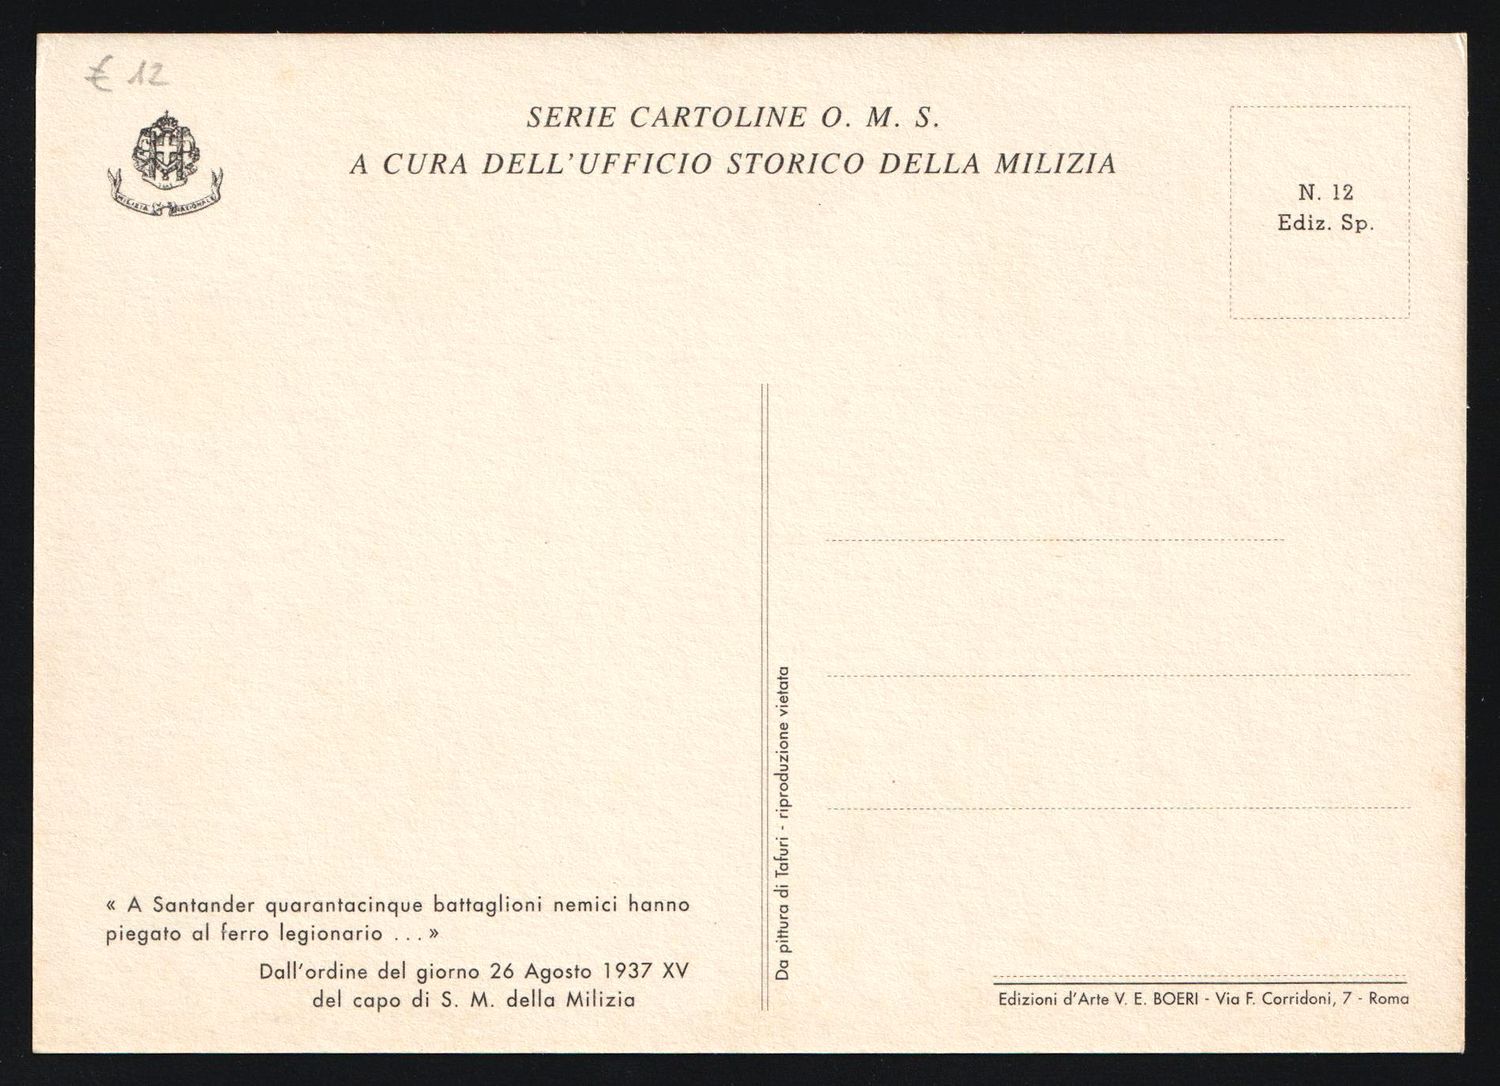 € 12
SERIE CARTOLINE O. M. S.
A CURA DELL'UFFICIO STORICO DELLA MILIZIA
MILIZIA NAZIONALE
N. 12
Ediz. Sp.
« A Santander quarantacinque battaglioni nemici hanno
piegato al ferro legionario ... »
Dall'ordine del giorno 26 Agosto 1937 XV
del capo di S. M. della Milizia
Da pittura di Tafuri - riproduzione vietata
Edizioni d'Arte V. E. BOERI - Via F. Corridoni, 7 - Roma